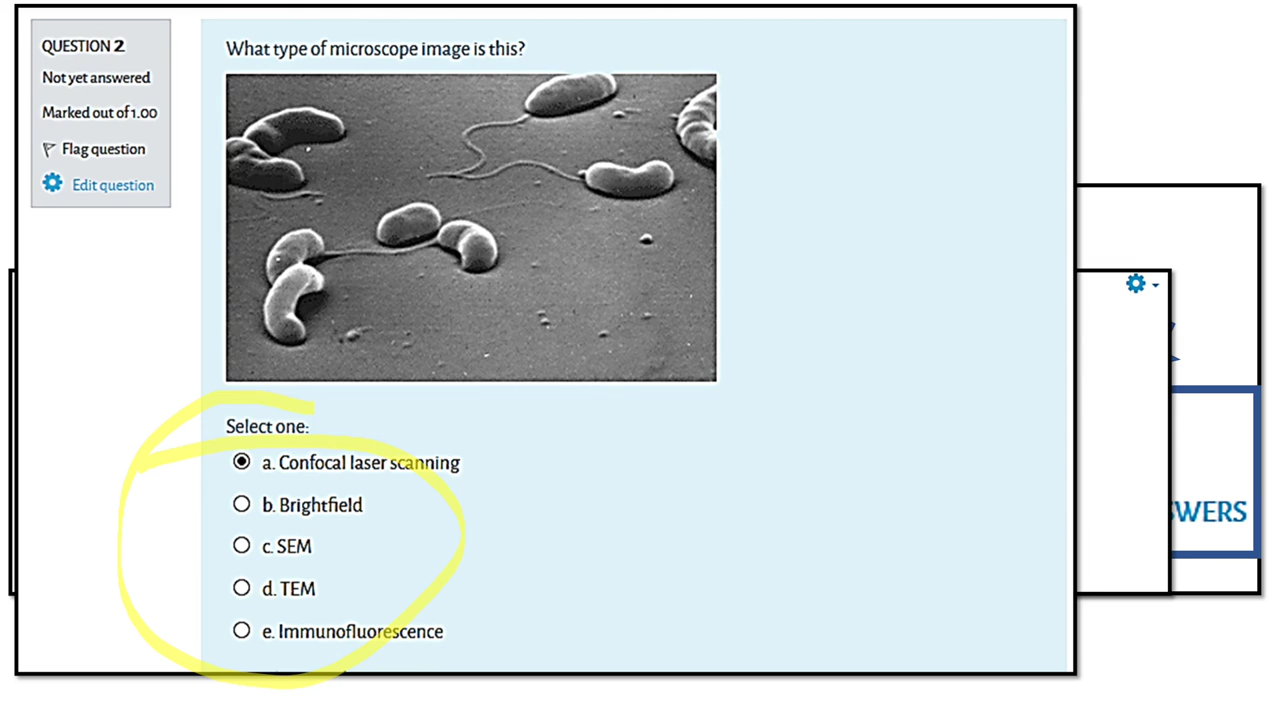 QUESTION 2
Not yet answered
Marked out of 1.00
Flag question
Edit question
What type of microscope image is this?
Select one:
a. Confocal laser scanning
b. Brightfield
c. SEM
d. TEM
e. Immunofluorescence